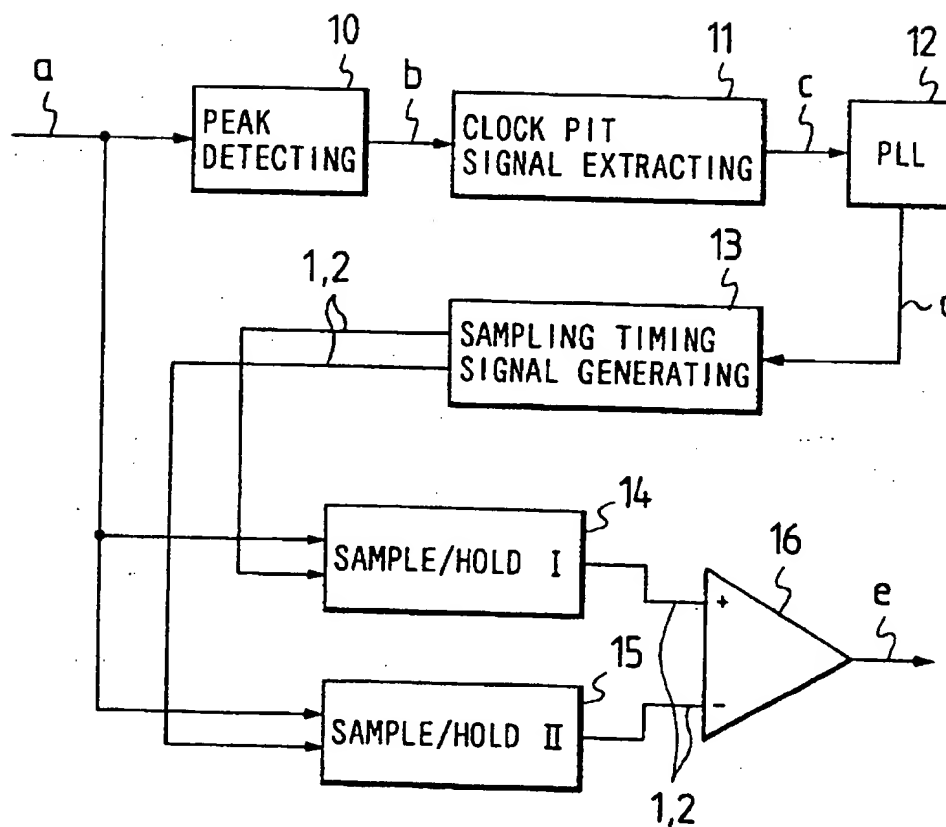 10
11
12
a
b
c
PEAK
DETECTING
CLOCK PIT
SIGNAL EXTRACTING
PLL
13
1,2
SAMPLING TIMING
SIGNAL GENERATING
14
SAMPLE/HOLD I
16
+
e
15
-
SAMPLE/HOLD II
1,2